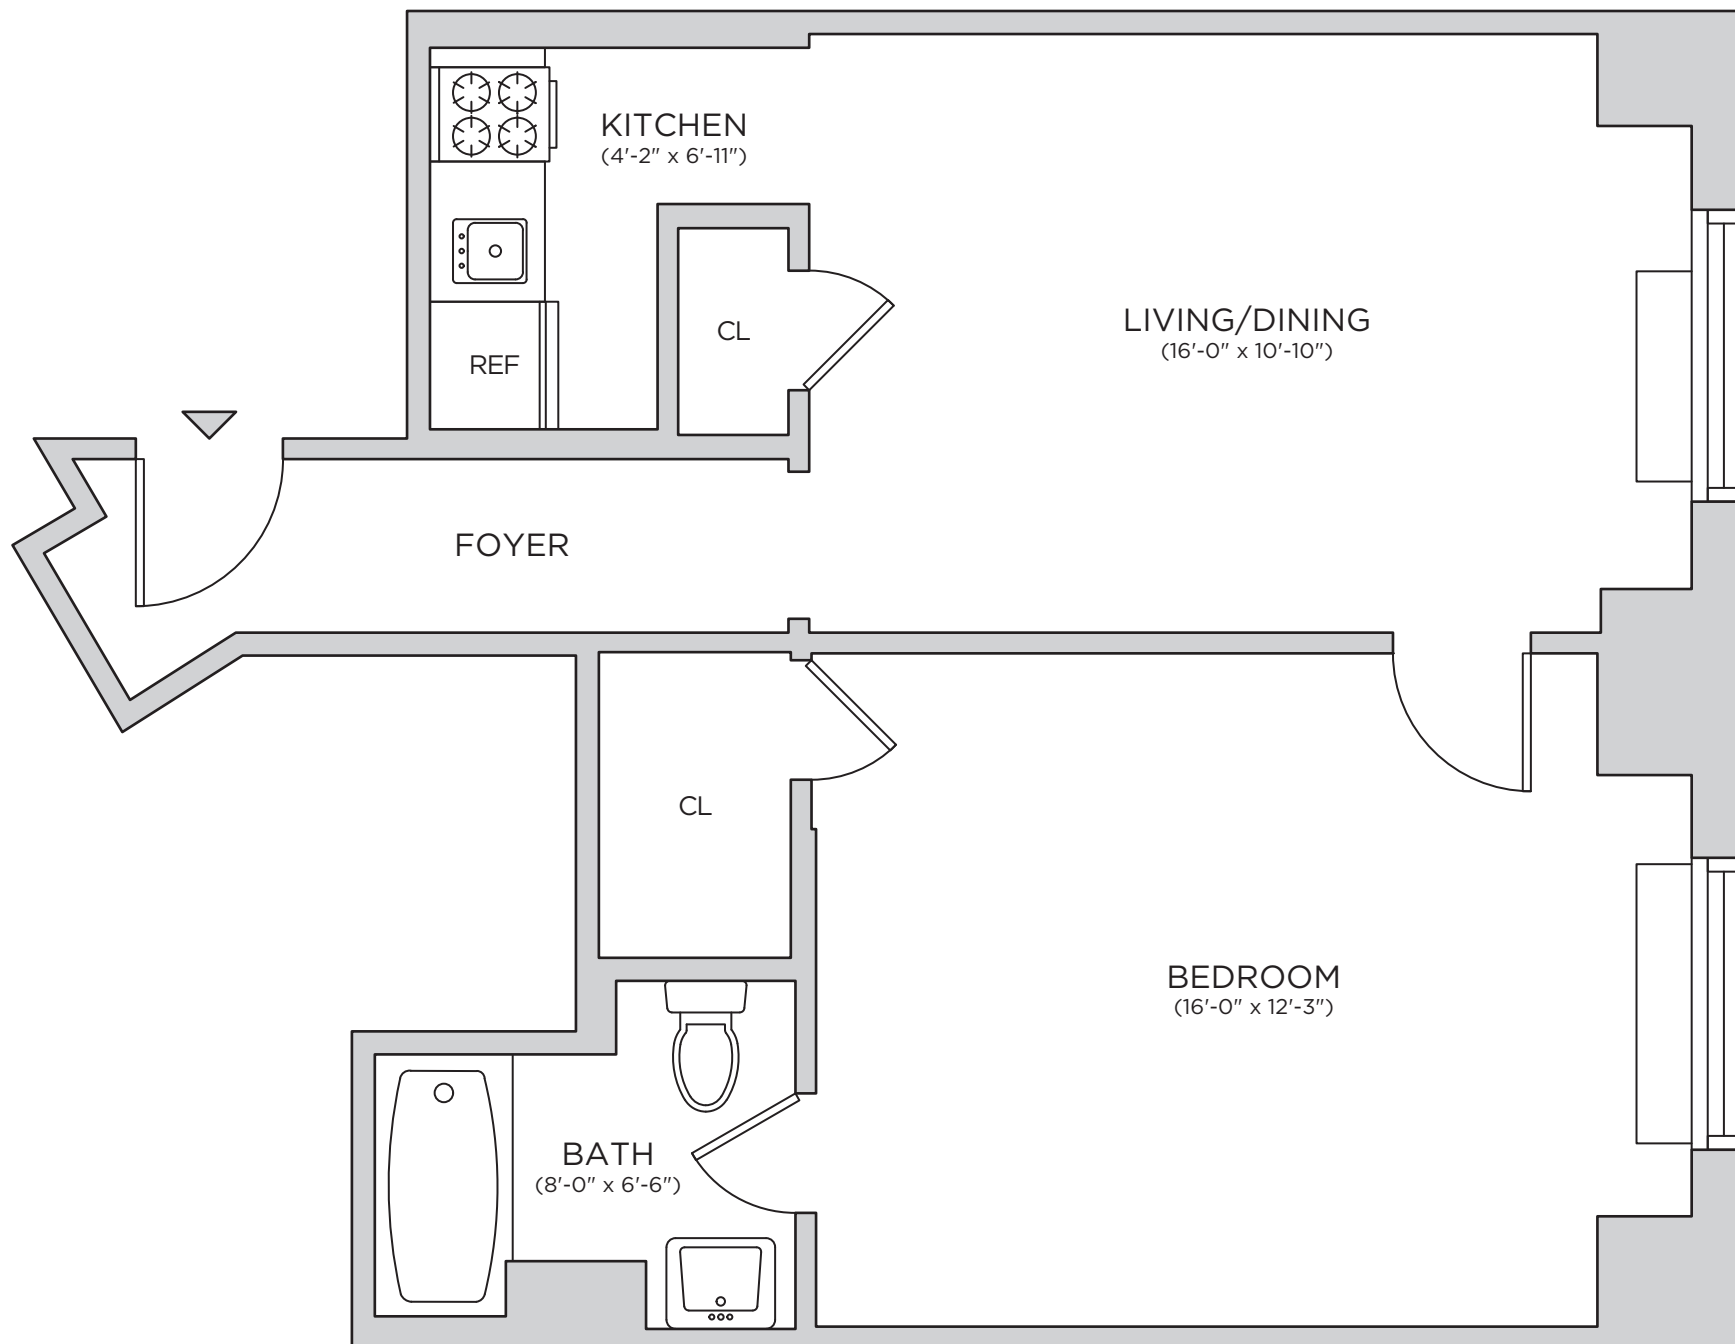 KITCHEN
(4'-2" x 6'-11")
LIVING/DINING
(16'-0" x 10'-10")
CL
REF
FOYER
CL
BEDROOM
(16'-0" x 12'-3")
BATH
(8'-0" x 6'-6")